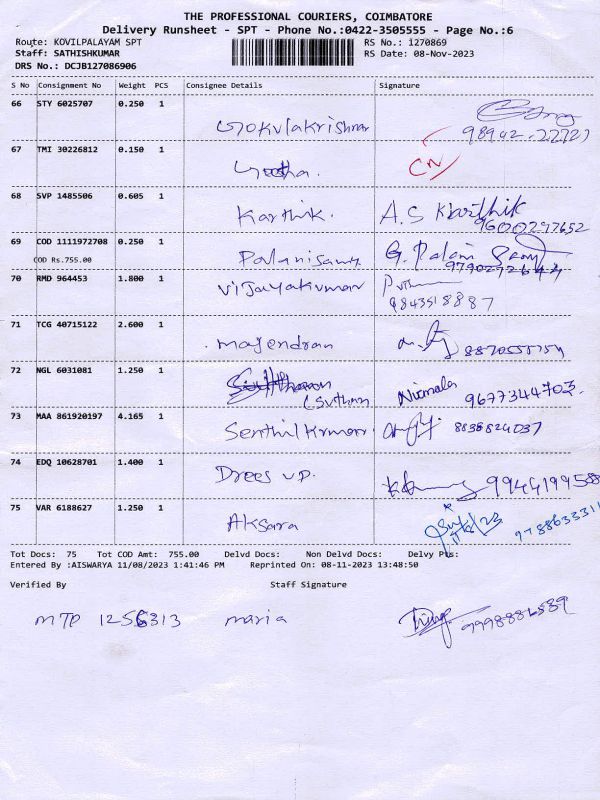 THE PROFESSIONAL COURIERS, COIMBATORE
Delivery Runsheet - SPT - Phone No.:0422-3505555 - Page No.:6
Route: KOVILPALAYAM SPT RS No.: 1270869
Staff: SATHISHKUMAR RS Date: 08-Nov-2023
DRS No.: DCJB127086906
S No Consignment No Weight PCS Consignee Details Signature
66 STY 6025707 0.250 1
Gokulakrishnan
67 TMI 30226812 0.150 1
CN
68 SVP 1485506 0.605 1
Karthik. A.S Karthik
9600297652
69 COD 1111972708 0.250 1
COD Rs.755.00 Palanisamy G. Palani Samy
9790292644
70 RMD 964453 1.800 1 Vijayakumar
9843518887
71 TCG 40715122 2.600 1
Magendran
72 NGL 6031081 1.250 1
Nirmala 9677344703
73 MAA 861920197 4.165 1
Senthil Kumar 8838824037
74 EDQ 10628701 1.400 1
Drees up. 9944199588
75 VAR 6188627 1.250 1
Aksara
Tot Docs: 75 Tot COD Amt: 755.00 Delvd Docs: Non Delvd Docs: Delvy Pts:
Entered By :AISWARYA 11/08/2023 1:41:46 PM Reprinted On: 08-11-2023 13:48:50
Verified By Staff Signature
MTP maria